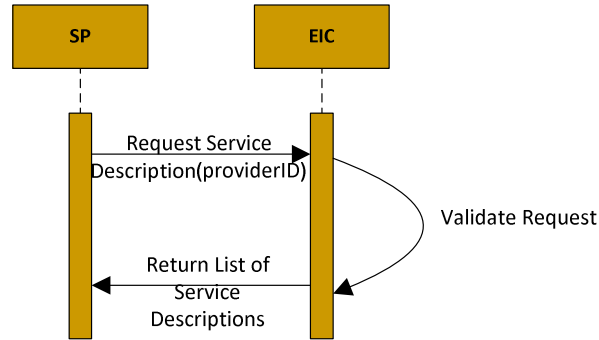 SP
EIC
Request Service
Description(providerID)
Validate Request
Return List of
Service
Descriptions